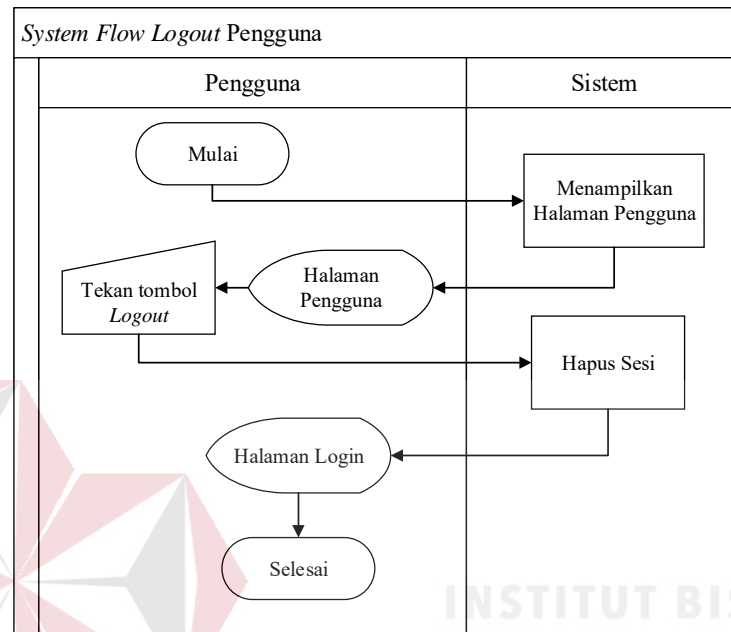 System Flow Logout Pengguna
Pengguna
Sistem
Mulai
Menampilkan
Halaman Pengguna
Halaman
Pengguna
Tekan tombol
Logout
Hapus Sesi
Halaman Login
Selesai
INSTITUT BIS